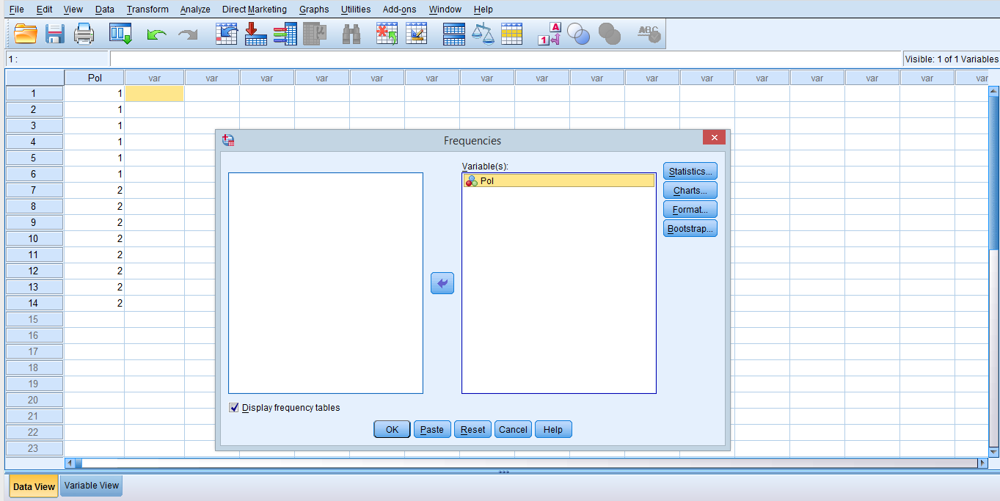 File Edit View Data Transform Analyze Direct Marketing Graphs Utilities Add-ons Window Help
1 :
Visible: 1 of 1 Variables
Pol var var var var var var var var var var var var var var var var
1 1
2 1
3 1
4 1
5 1
6 1
7 2
8 2
9 2
10 2
11 2
12 2
13 2
14 2
15
16
17
18
19
20
21
22
23
Frequencies
Variable(s):
Pol
Statistics...
Charts...
Format...
Bootstrap...
Display frequency tables
OK Paste Reset Cancel Help
Data View Variable View